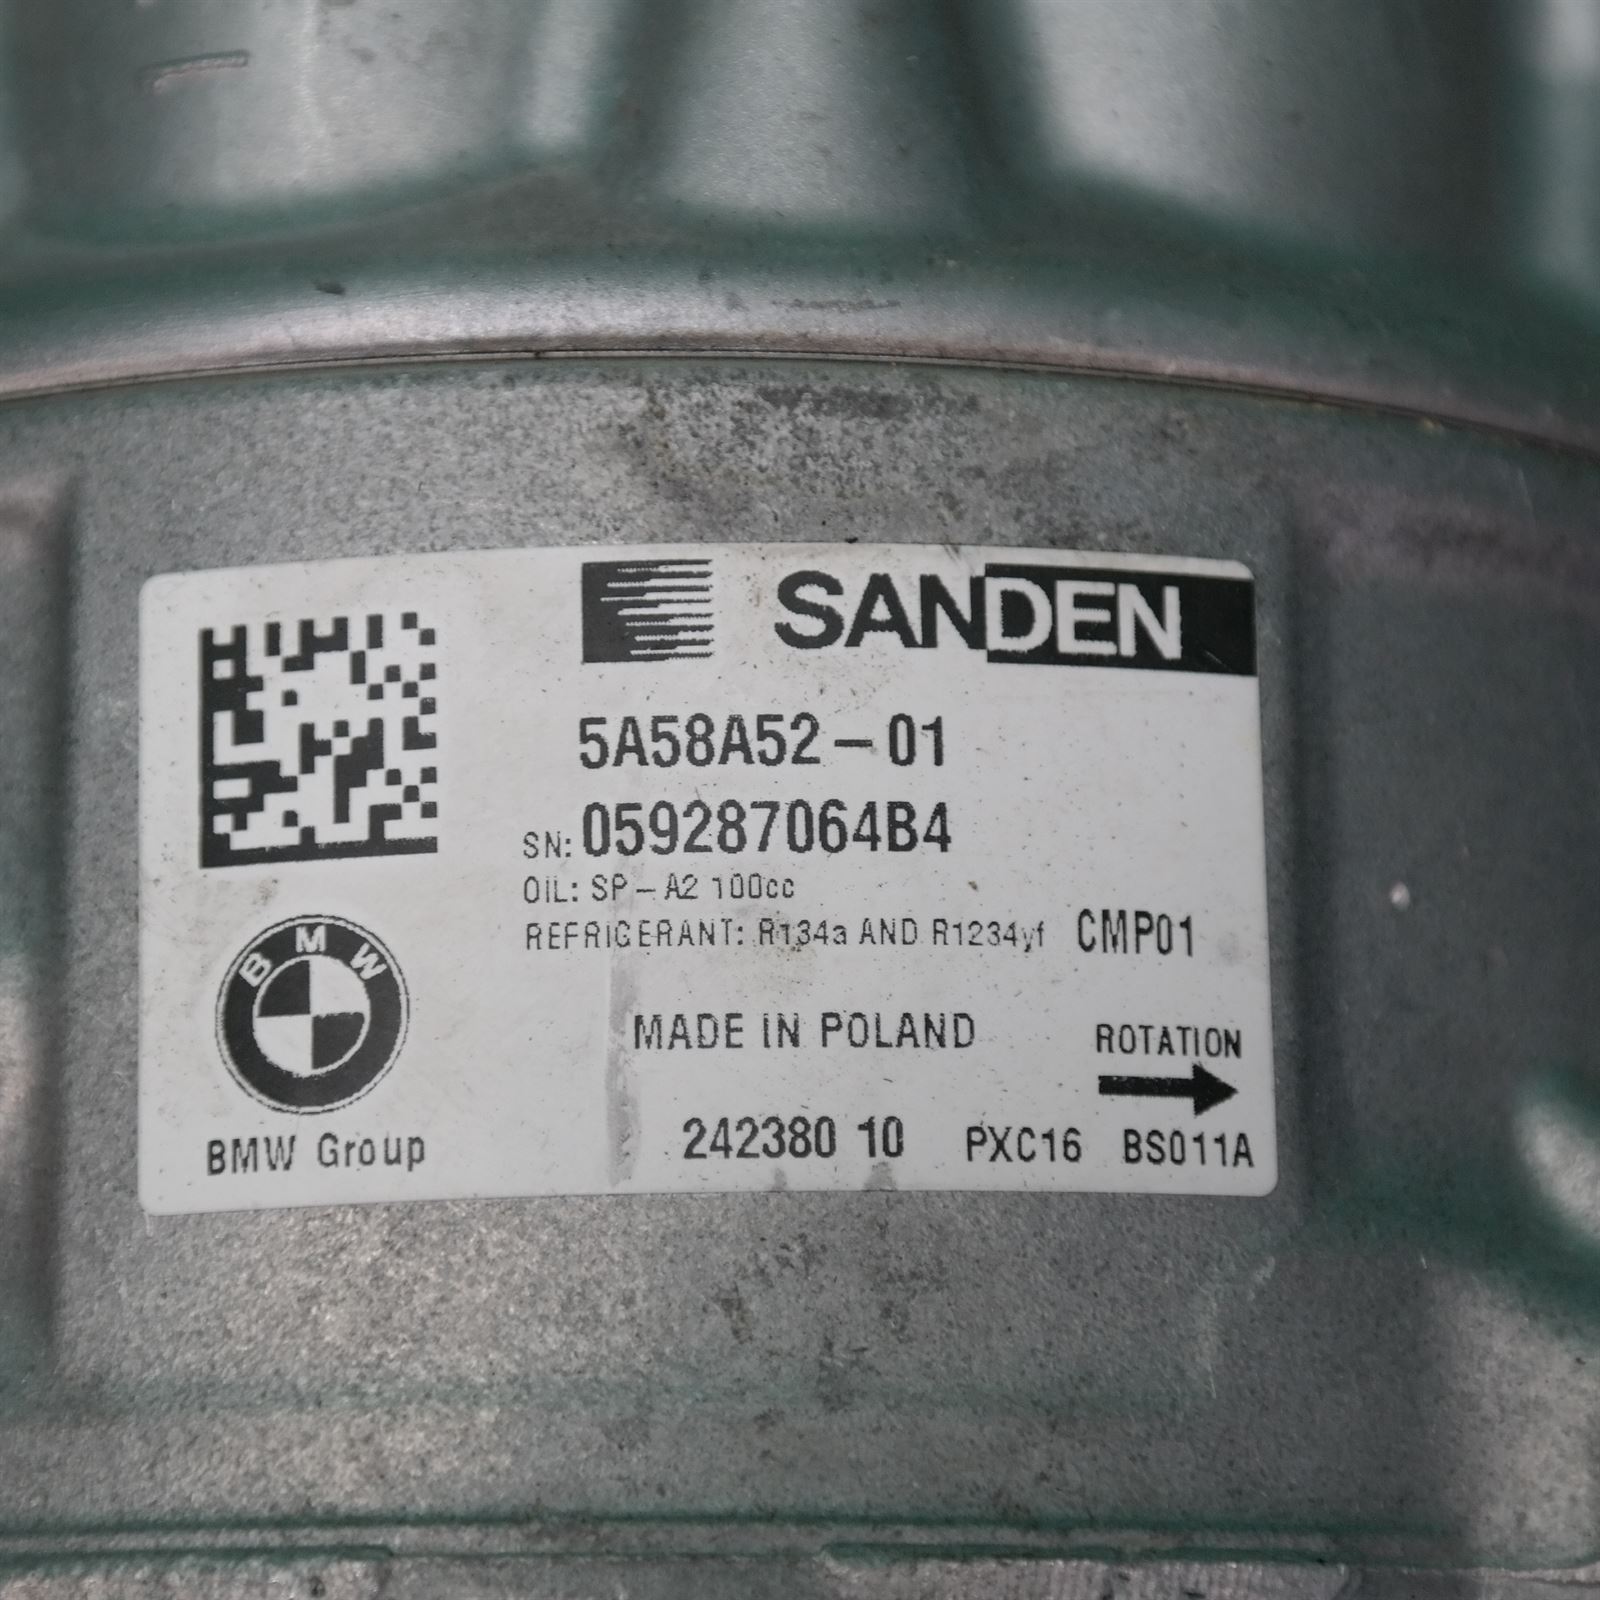 SANDEN
5A58A52-01
SN: 059287064B4
OIL: SP-A2 100cc
REFRIGERANT: R134a AND R1234yf CMP01
BMW
MADE IN POLAND
ROTATION
BMW Group
242380 10 PXC16 BS011A